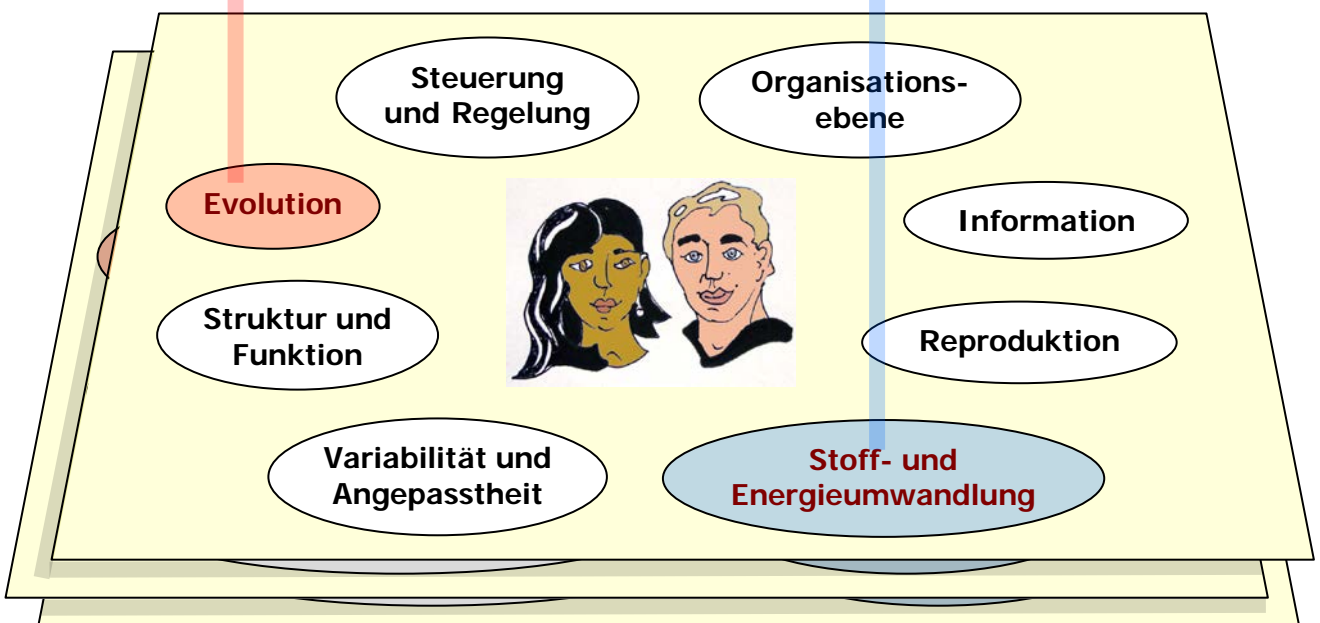 Steuerung
und Regelung
Organisations-
ebene
Evolution
Information
Struktur und
Funktion
Reproduktion
Variabilität und
Angepasstheit
Stoff- und
Energieumwandlung